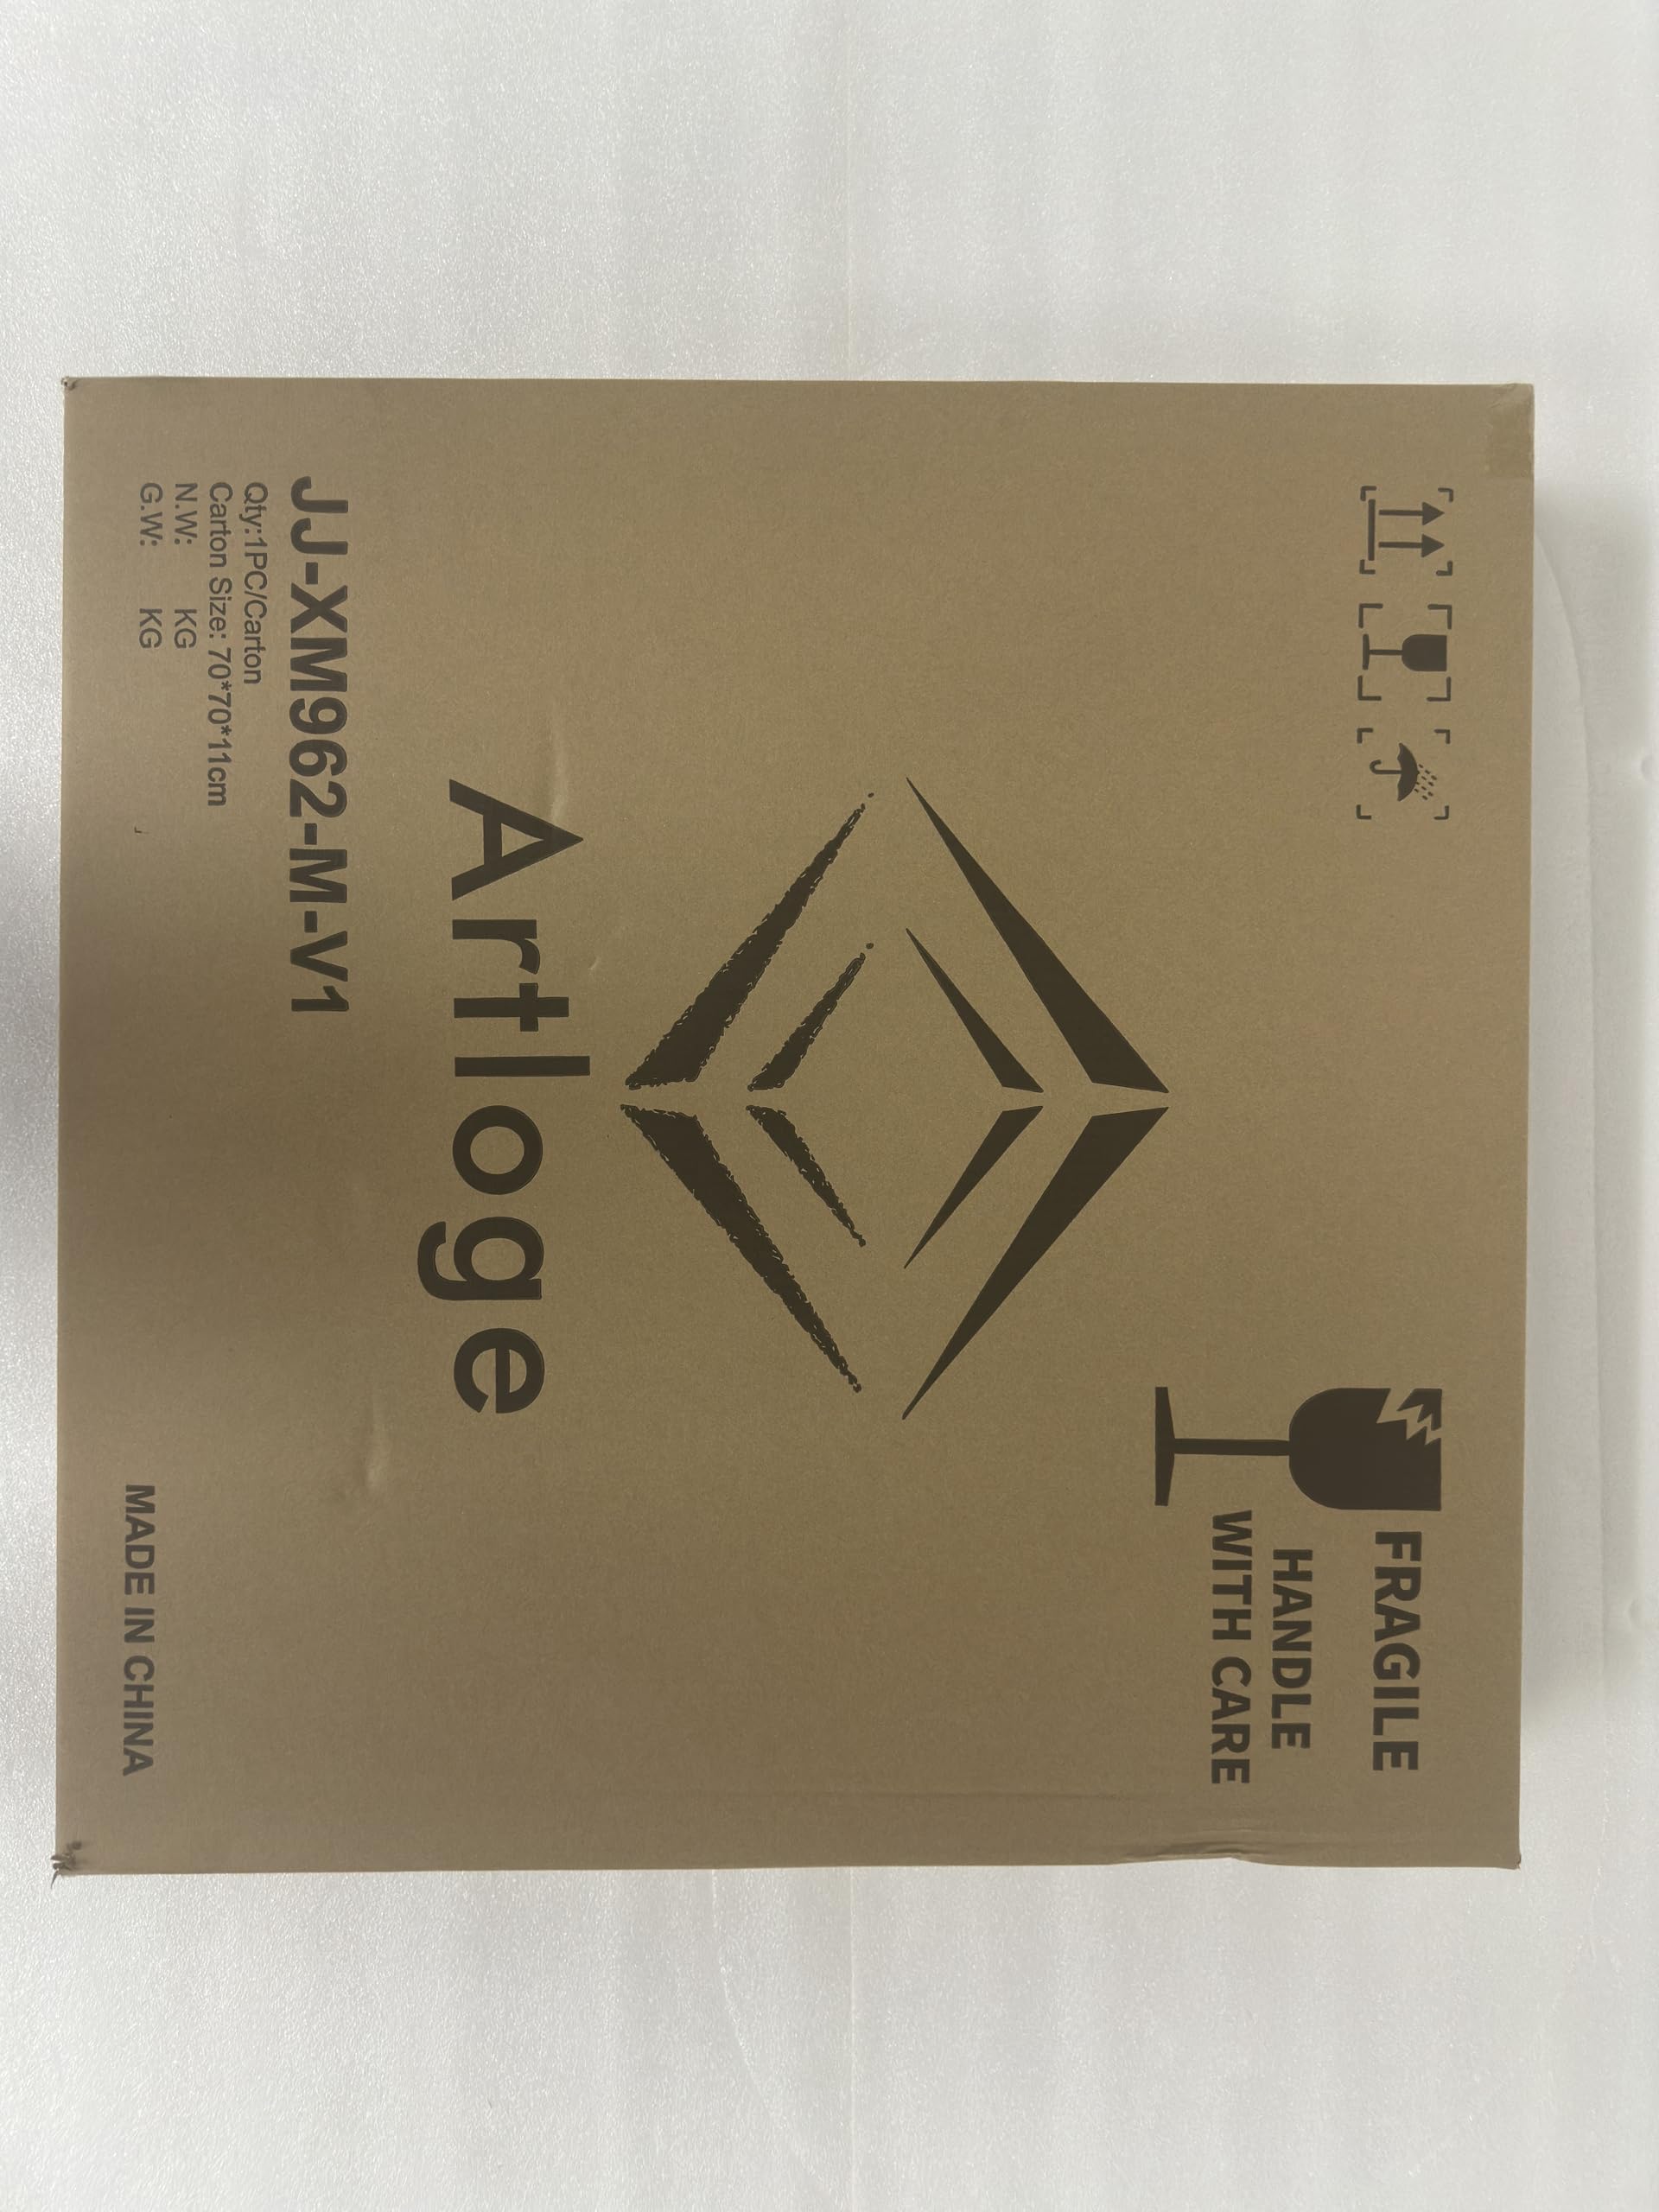 FRAGILE
HANDLE
WITH CARE
Artloge
JJ-XM962-M-V1
Qty:1PC/Carton
Carton Size: 70*70*11cm
N.W: KG
G.W: KG
MADE IN CHINA